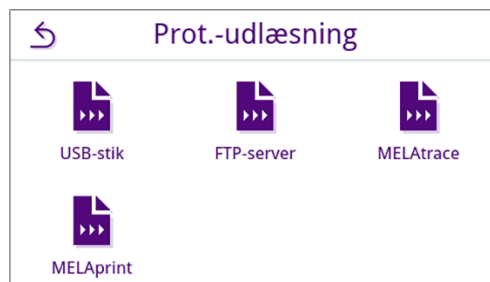 Prot.-udlæsning
USB-stik
FTP-server
MELAtrace
MELAprint